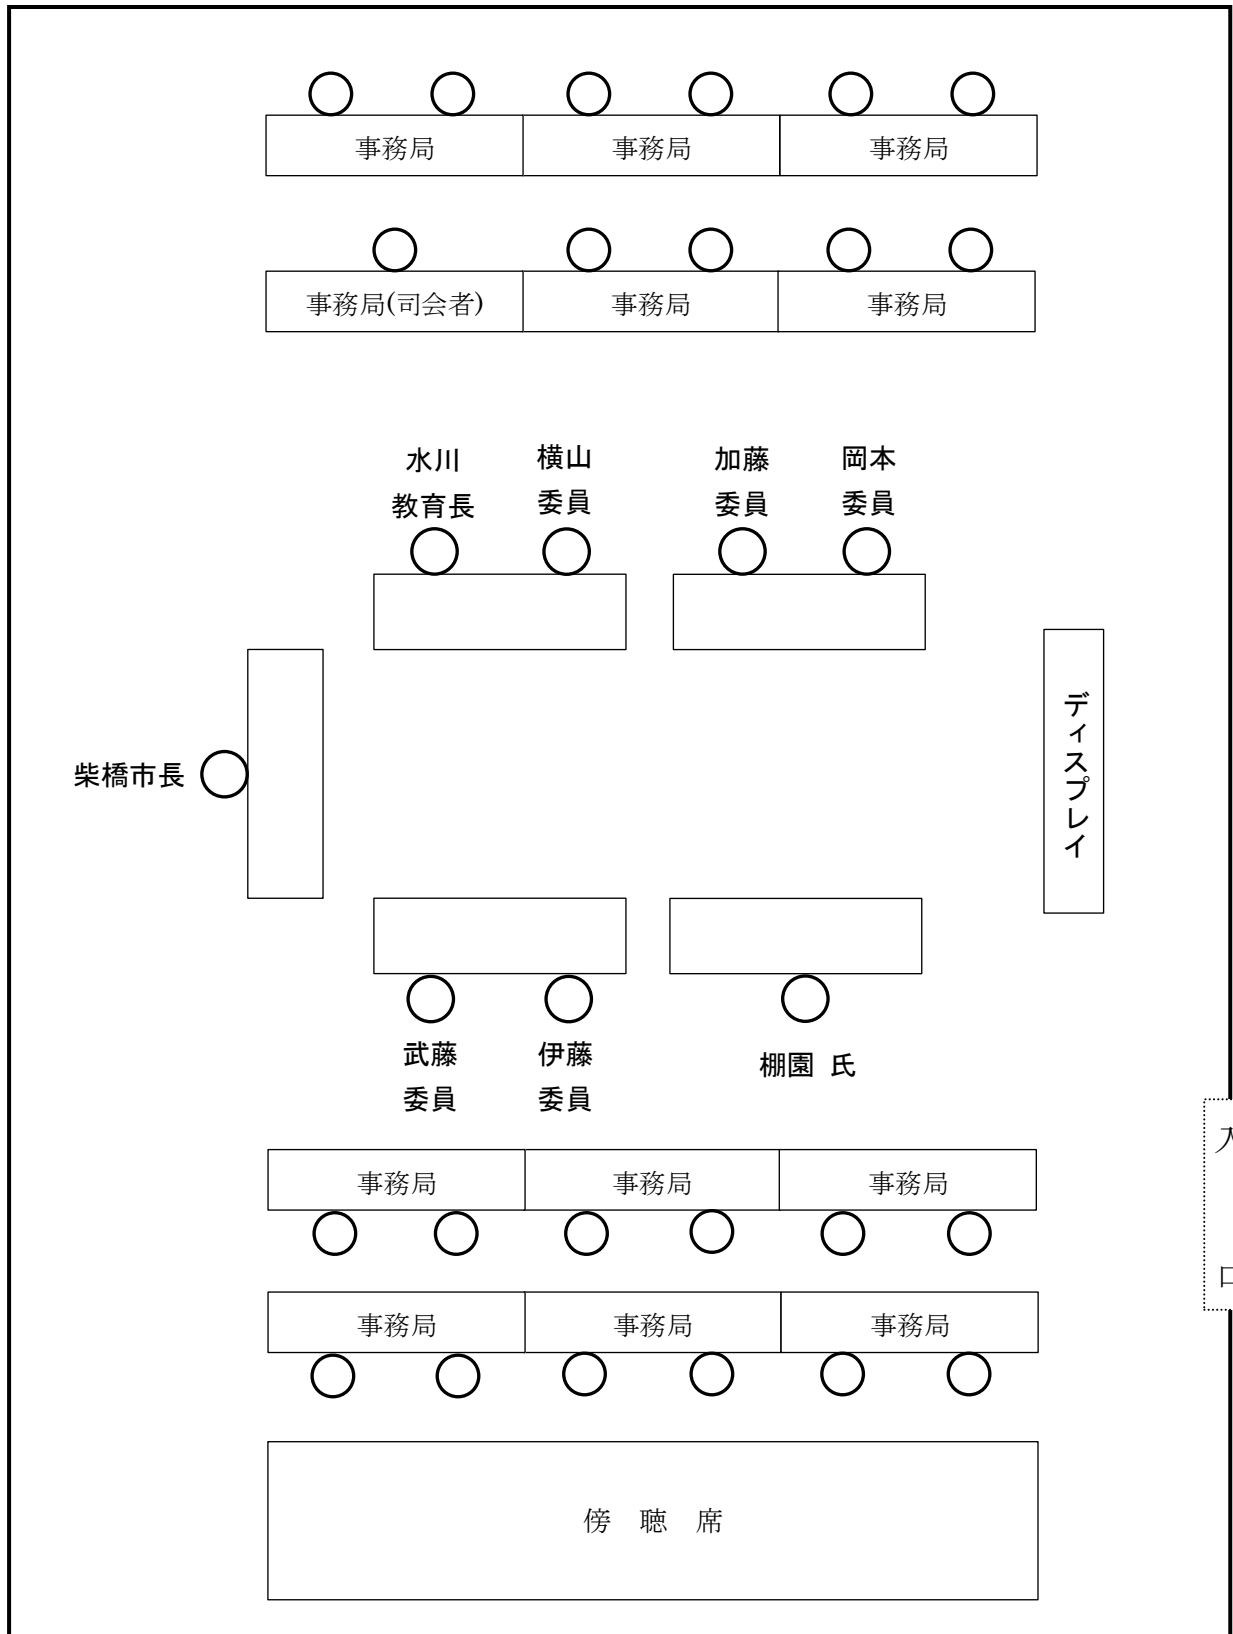 事務局 事務局 事務局
事務局(司会者) 事務局 事務局
水川 横山 加藤 岡本
教育長 委員 委員 委員
ディスプレイ
柴橋市長
武藤 伊藤 棚園 氏
委員 委員
入
口
事務局 事務局 事務局
事務局 事務局 事務局
傍 聴 席